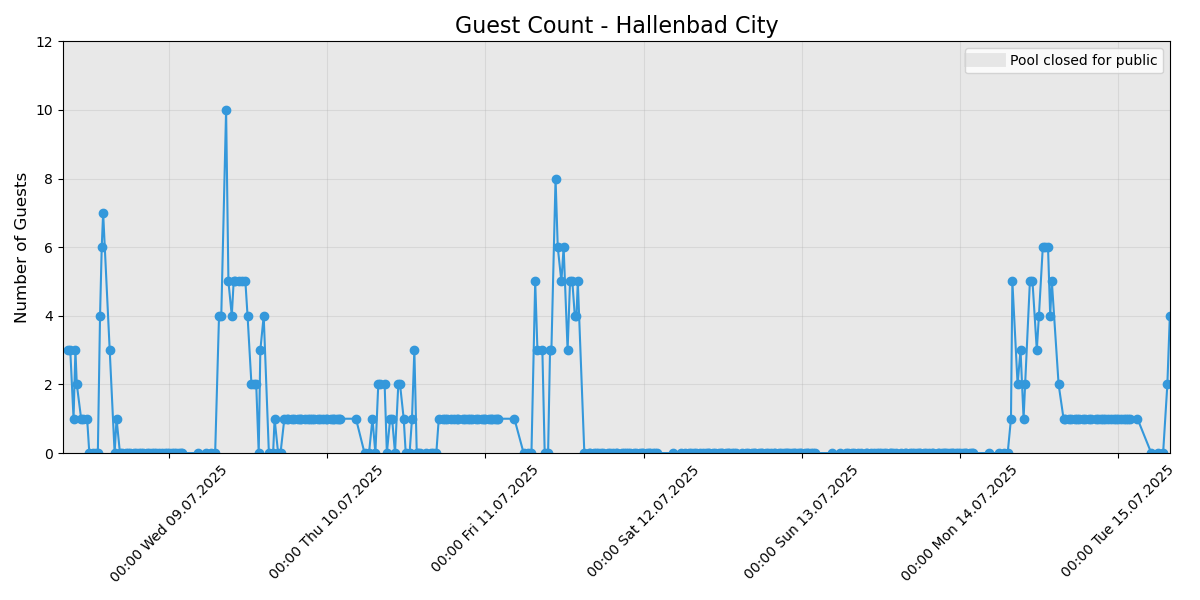 Guest Count - Hallenbad City
Pool closed for public
Number of Guests
12
10
8
6
4
2
0
00:00 Wed 09.07.2025
00:00 Thu 10.07.2025
00:00 Fri 11.07.2025
00:00 Sat 12.07.2025
00:00 Sun 13.07.2025
00:00 Mon 14.07.2025
00:00 Tue 15.07.2025